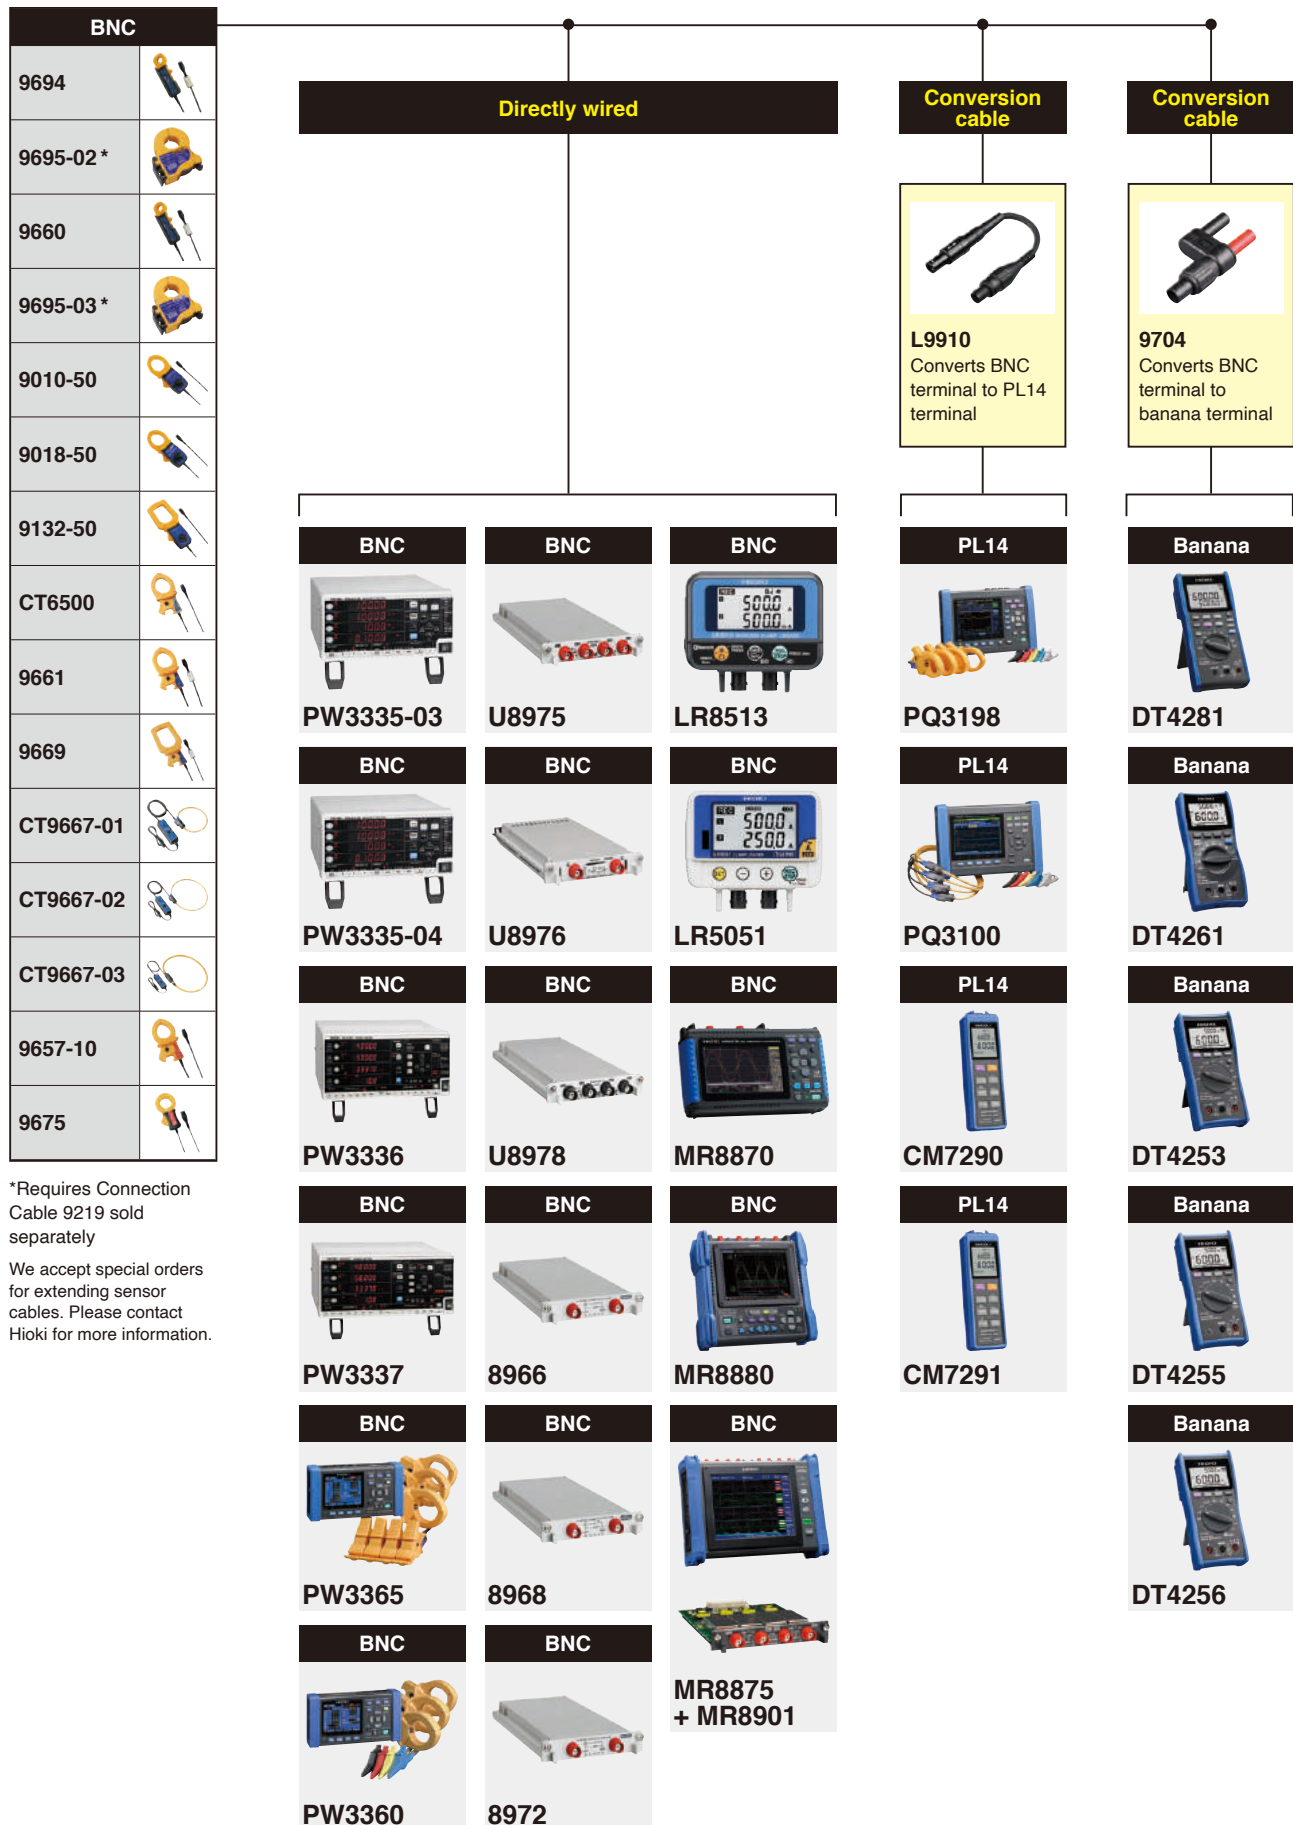 BNC
9694
9695-02 *
9660
9695-03 *
9010-50
9018-50
9132-50
CT6500
9661
9669
CT9667-01
CT9667-02
CT9667-03
9657-10
9675
*Requires Connection
Cable 9219 sold
separately
We accept special orders
for extending sensor
cables. Please contact
Hioki for more information.
Directly wired
BNC
PW3335-03
BNC
U8975
BNC
LR8513
BNC
PW3335-04
BNC
U8976
BNC
LR5051
BNC
PW3336
BNC
U8978
BNC
MR8870
BNC
PW3337
BNC
8966
BNC
MR8880
BNC
PW3365
BNC
8968
BNC
MR8875
+ MR8901
BNC
PW3360
BNC
8972
Conversion
cable
L9910
Converts BNC
terminal to PL14
terminal
PL14
PQ3198
PL14
PQ3100
PL14
CM7290
PL14
CM7291
Conversion
cable
9704
Converts BNC
terminal to
banana terminal
Banana
DT4281
Banana
DT4261
Banana
DT4253
Banana
DT4255
Banana
DT4256